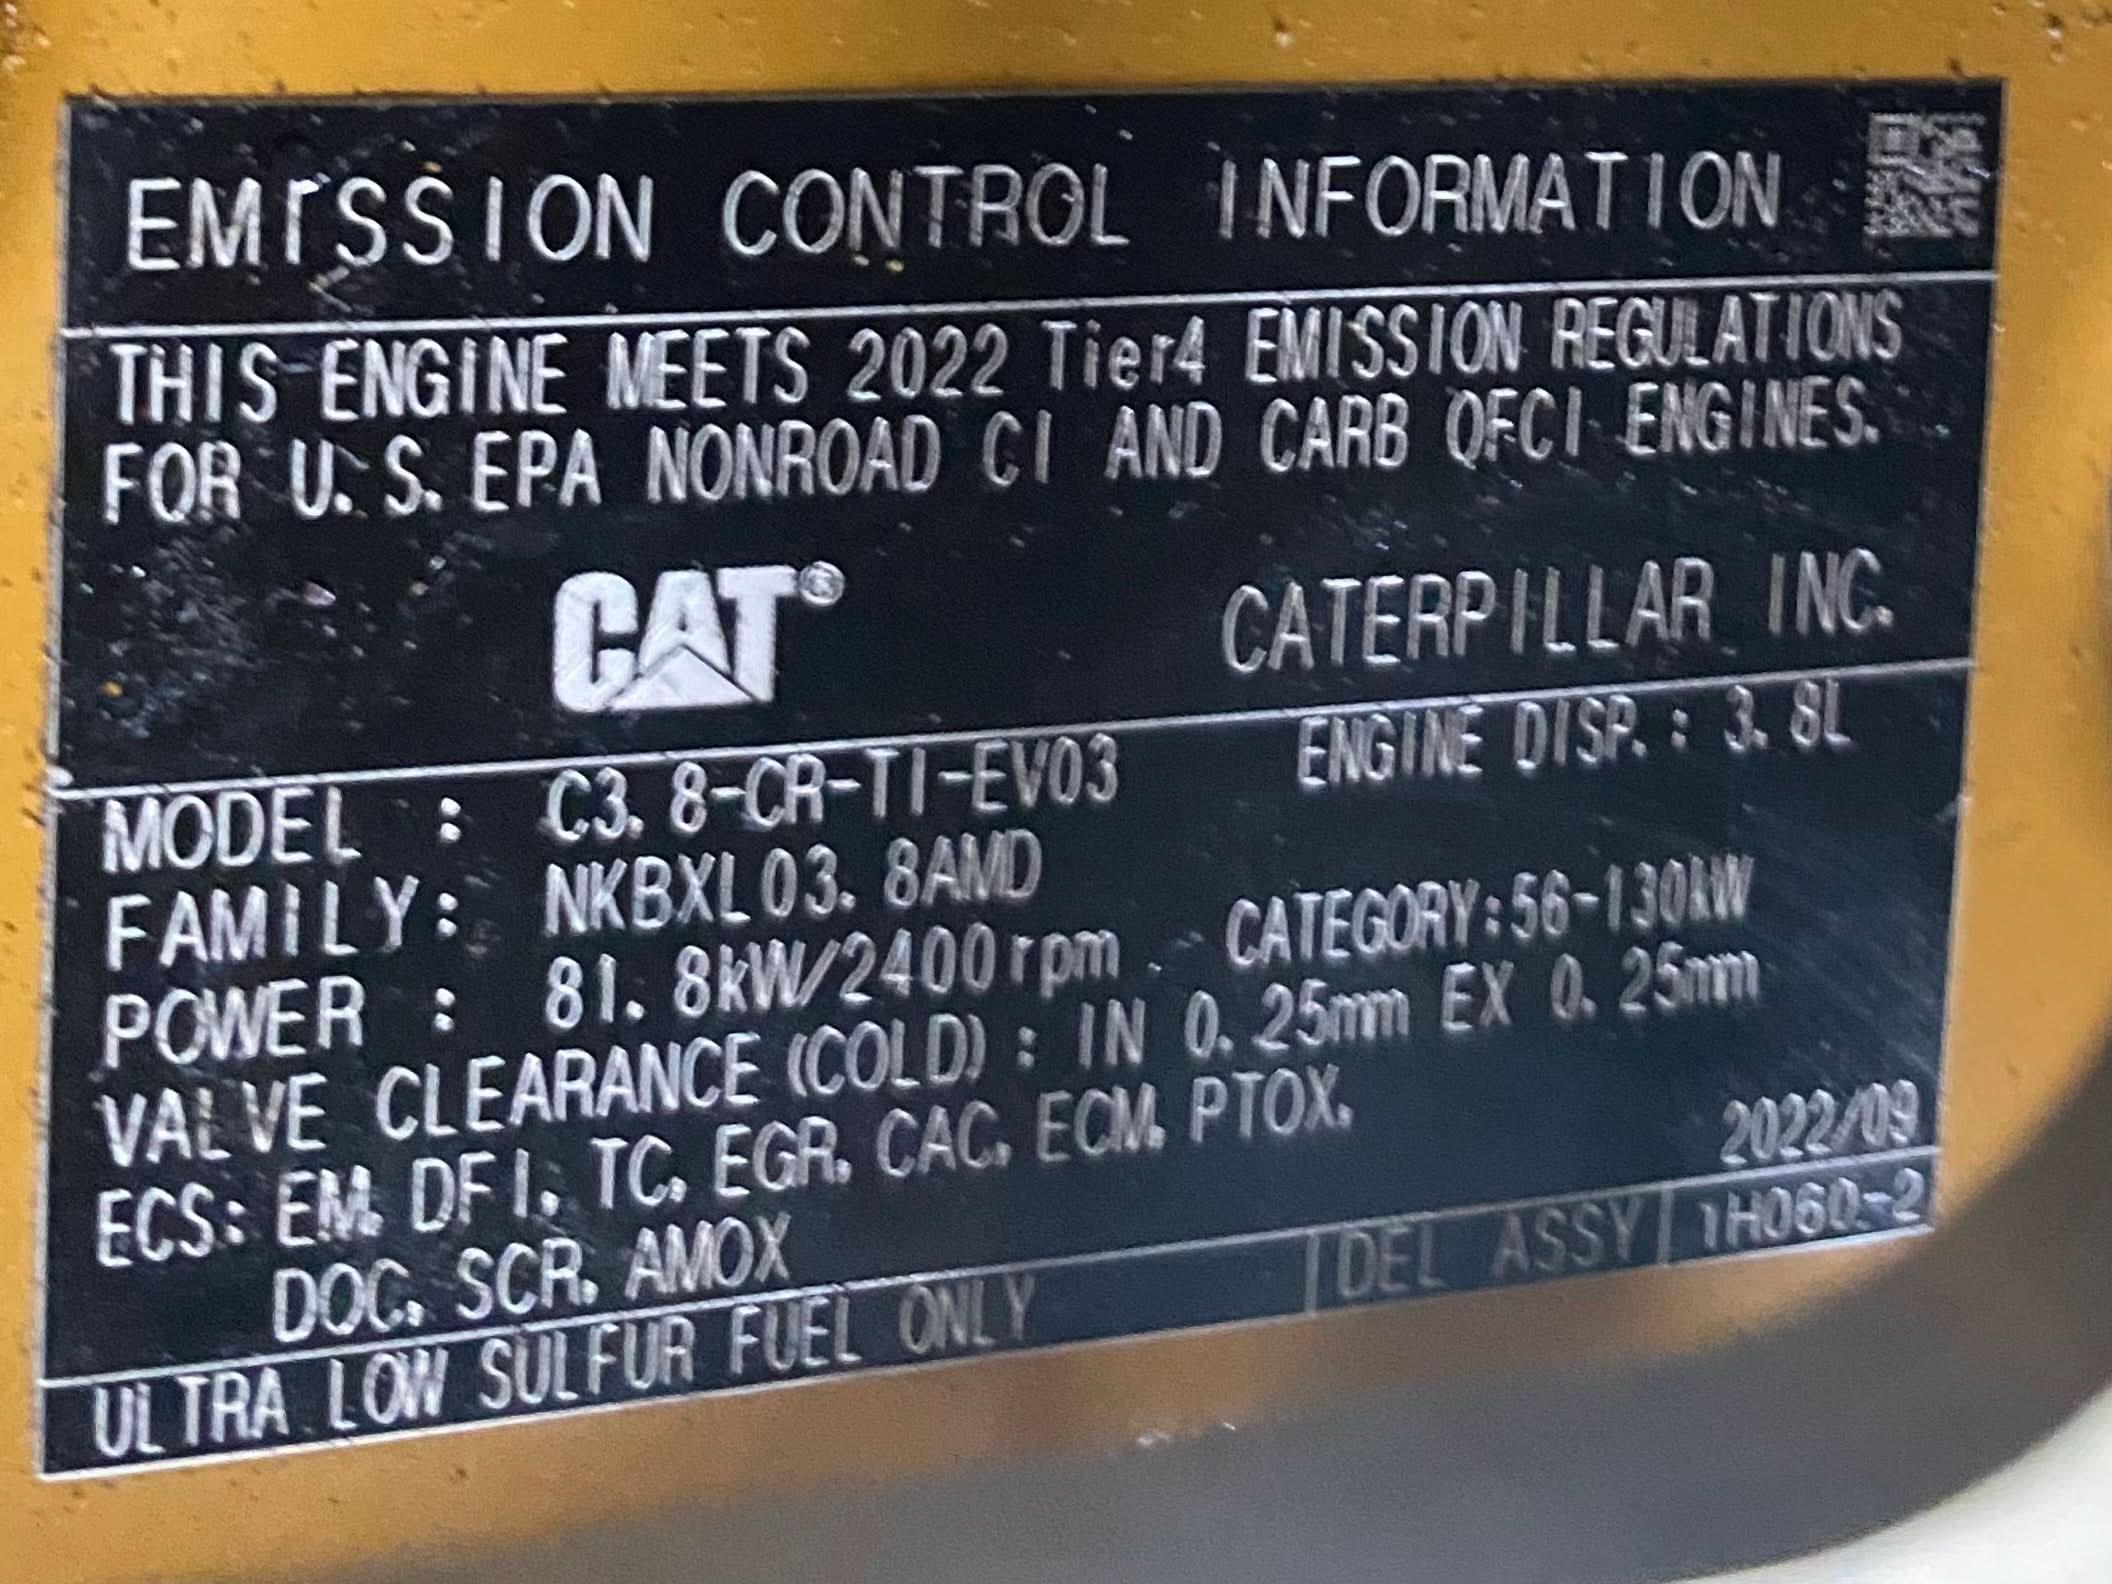 EMISSION CONTROL INFORMATION
THIS ENGINE MEETS 2022 Tier4 EMISSION REGULATIONS
FOR U.S. EPA NONROAD CI AND CARB OFCI ENGINES.
CAT® CATERPILLAR INC.
MODEL : C3.8-CR-TI-EV03 ENGINE DISP. : 3.8L
FAMILY: NKBXL03.8AMD
POWER : 81.8kW/2400rpm CATEGORY:56-130kW
VALVE CLEARANCE (COLD) : IN 0.25mm EX 0.25mm
ECS: EM, DFI, TC, EGR, CAC, ECM, PTOX,
DOC, SCR, AMOX 2022/09
ULTRA LOW SULFUR FUEL ONLY DEL ASSY 1H060-2